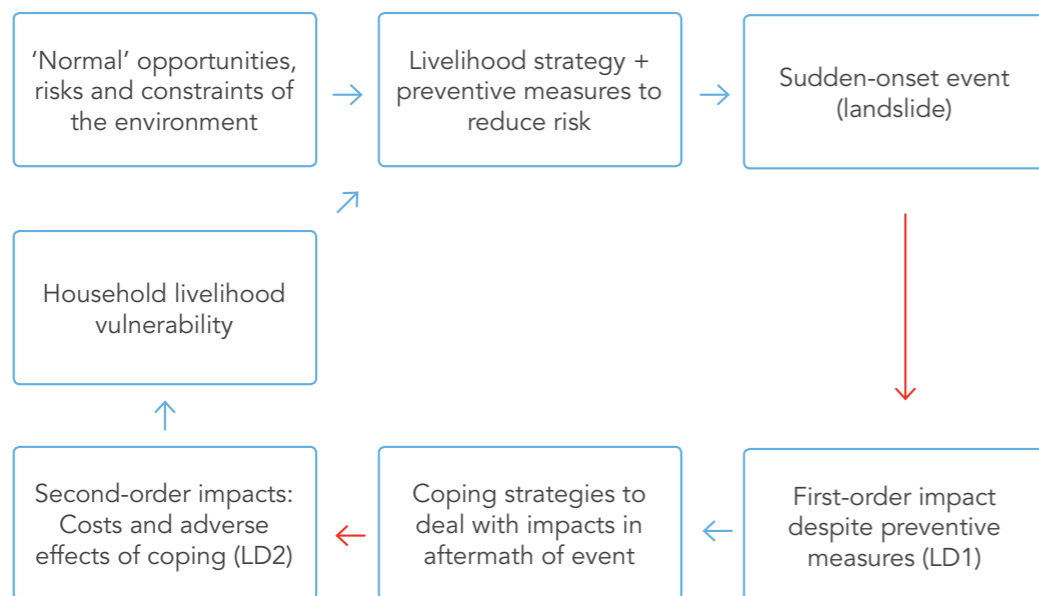 ‘Normal’ opportunities,
risks and constraints of
the environment
Livelihood strategy +
preventive measures to
reduce risk
Sudden-onset event
(landslide)
Household livelihood
vulnerability
Second-order impacts:
Costs and adverse
effects of coping (LD2)
Coping strategies to
deal with impacts in
aftermath of event
First-order impact
despite preventive
measures (LD1)